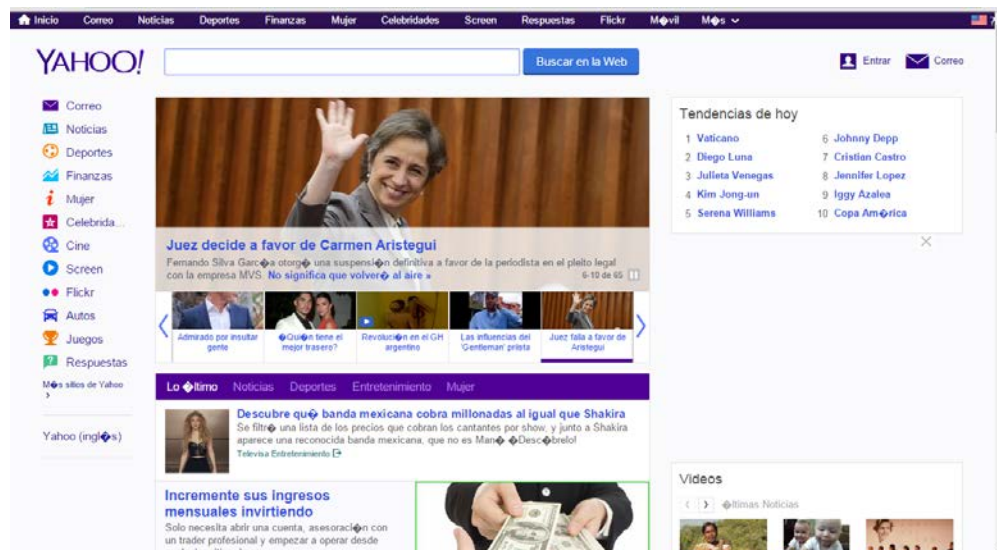 Inicio Correo Noticias Deportes Finanzas Mujer Celebridades Screen Respuestas Flickr M�vil M�s
YAHOO!
Buscar en la Web
Entrar Correo
Correo
Noticias
Deportes
Finanzas
Mujer
Celebrida...
Cine
Screen
Flickr
Autos
Juegos
Respuestas
M�s sitios de Yahoo
Yahoo (ingl�s)
Juez decide a favor de Carmen Aristegui
Fernando Silva Garc�a otorg� una suspensi�n definitiva a favor de la periodista en el pleito legal
con la empresa MVS. No significa que volver� al aire »
6-10 de 65
Admirado por insultar
gente
�Qui�n tiene el
mejor trasero?
Revoluci�n en el GH
argentino
Las influencias del
'Gentleman' priista
Juez falla a favor de
Aristegui
Lo �ltimo Noticias Deportes Entretenimiento Mujer
Descubre qu� banda mexicana cobra millonadas al igual que Shakira
Se filtr� una lista de los precios que cobran los cantantes por show, y junto a Shakira
aparece una reconocida banda mexicana, que no es Man� �Desc�brelo!
Televisa Entretenimiento
Incremente sus ingresos
mensuales invirtiendo
Solo necesita abrir una cuenta, asesoraci�n con
un trader profesional y empezar a operar desde
Tendencias de hoy
1 Vaticano
2 Diego Luna
3 Julieta Venegas
4 Kim Jong-un
5 Serena Williams
6 Johnny Depp
7 Cristian Castro
8 Jennifer Lopez
9 Iggy Azalea
10 Copa Am�rica
Videos
�ltimas Noticias